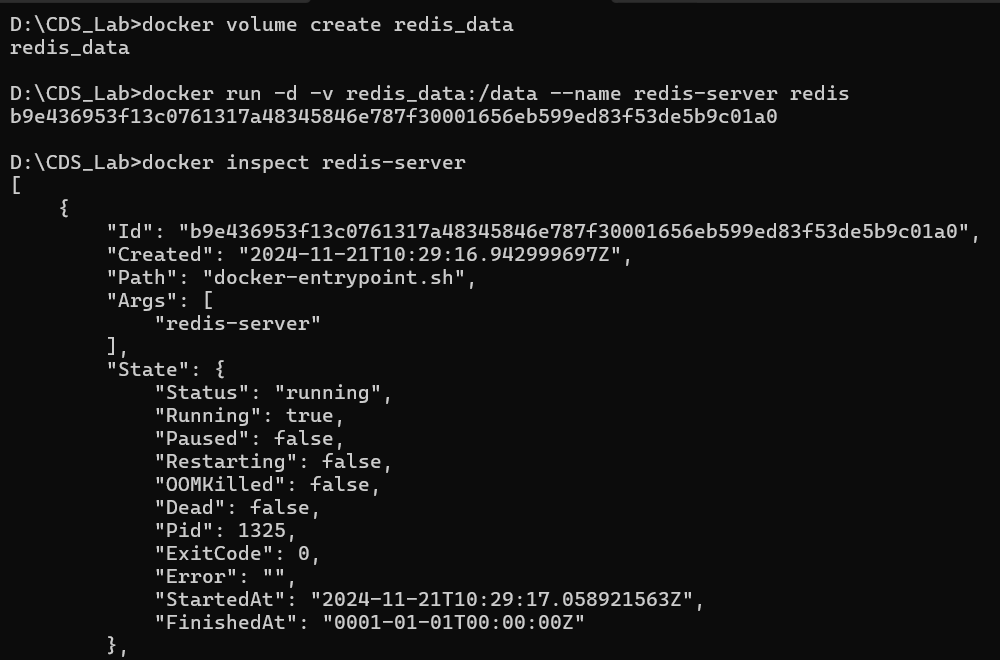 D:\CDS_Lab>docker volume create redis_data
redis_data
D:\CDS_Lab>docker run -d -v redis_data:/data --name redis-server redis
b9e436953f13c0761317a48345846e787f30001656eb599ed83f53de5b9c01a0
D:\CDS_Lab>docker inspect redis-server
[
    {
        "Id": "b9e436953f13c0761317a48345846e787f30001656eb599ed83f53de5b9c01a0",
        "Created": "2024-11-21T10:29:16.942999697Z",
        "Path": "docker-entrypoint.sh",
        "Args": [
            "redis-server"
        ],
        "State": {
            "Status": "running",
            "Running": true,
            "Paused": false,
            "Restarting": false,
            "OOMKilled": false,
            "Dead": false,
            "Pid": 1325,
            "ExitCode": 0,
            "Error": "",
            "StartedAt": "2024-11-21T10:29:17.058921563Z",
            "FinishedAt": "0001-01-01T00:00:00Z"
        },